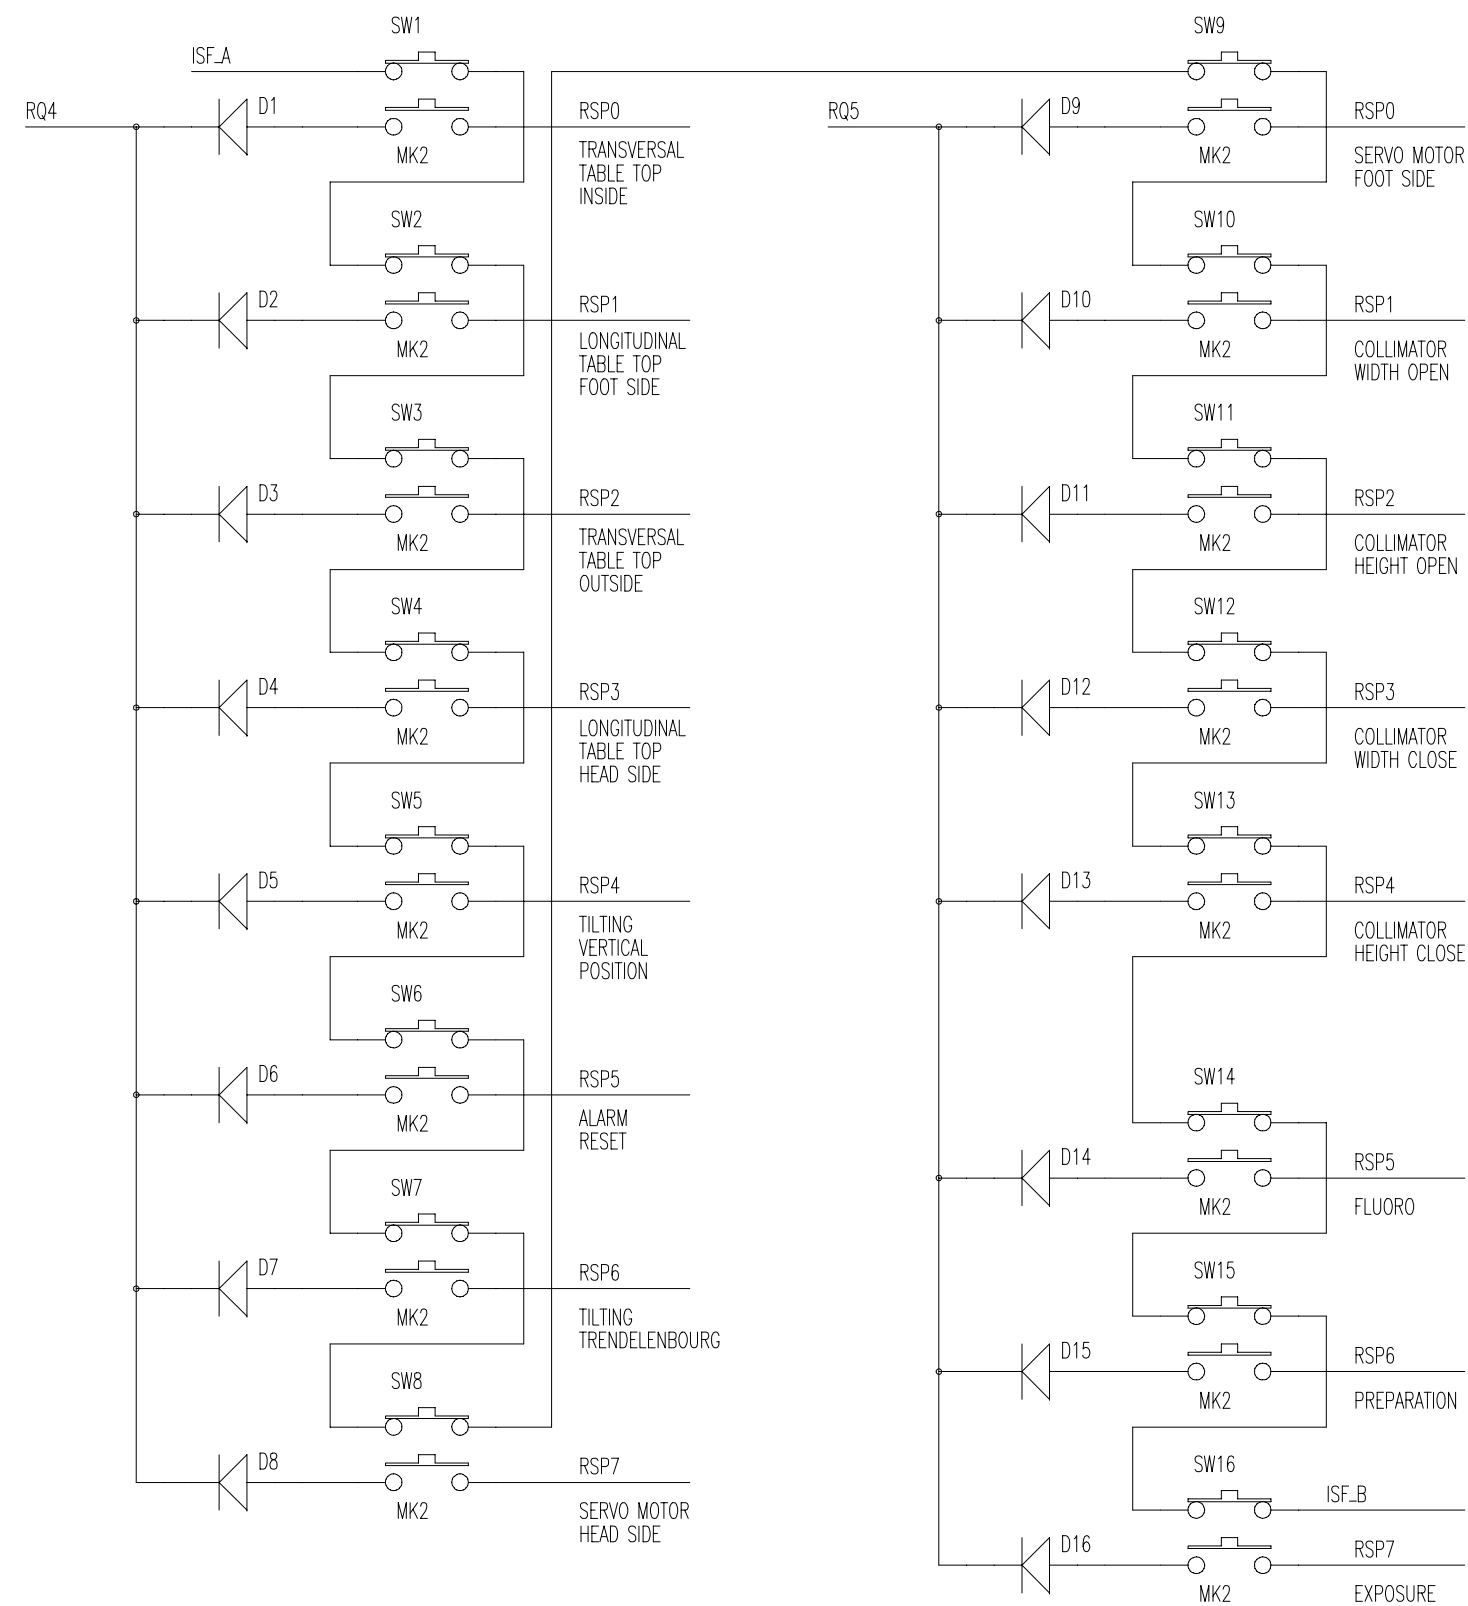 SW1
ISF_A
RQ4
D1
RSP0
MK2
TRANSVERSAL
TABLE TOP
INSIDE
SW2
D2
RSP1
MK2
LONGITUDINAL
TABLE TOP
FOOT SIDE
SW3
D3
RSP2
MK2
TRANSVERSAL
TABLE TOP
OUTSIDE
SW4
D4
RSP3
MK2
LONGITUDINAL
TABLE TOP
HEAD SIDE
SW5
D5
RSP4
MK2
TILTING
VERTICAL
POSITION
SW6
D6
RSP5
MK2
ALARM
RESET
SW7
D7
RSP6
MK2
TILTING
TRENDELENBOURG
SW8
D8
RSP7
MK2
SERVO MOTOR
HEAD SIDE
SW9
RQ5
D9
RSP0
MK2
SERVO MOTOR
FOOT SIDE
SW10
D10
RSP1
MK2
COLLIMATOR
WIDTH OPEN
SW11
D11
RSP2
MK2
COLLIMATOR
HEIGHT OPEN
SW12
D12
RSP3
MK2
COLLIMATOR
WIDTH CLOSE
SW13
D13
RSP4
MK2
COLLIMATOR
HEIGHT CLOSE
SW14
D14
RSP5
MK2
FLUORO
SW15
D15
RSP6
MK2
PREPARATION
SW16
ISF_B
D16
RSP7
MK2
EXPOSURE